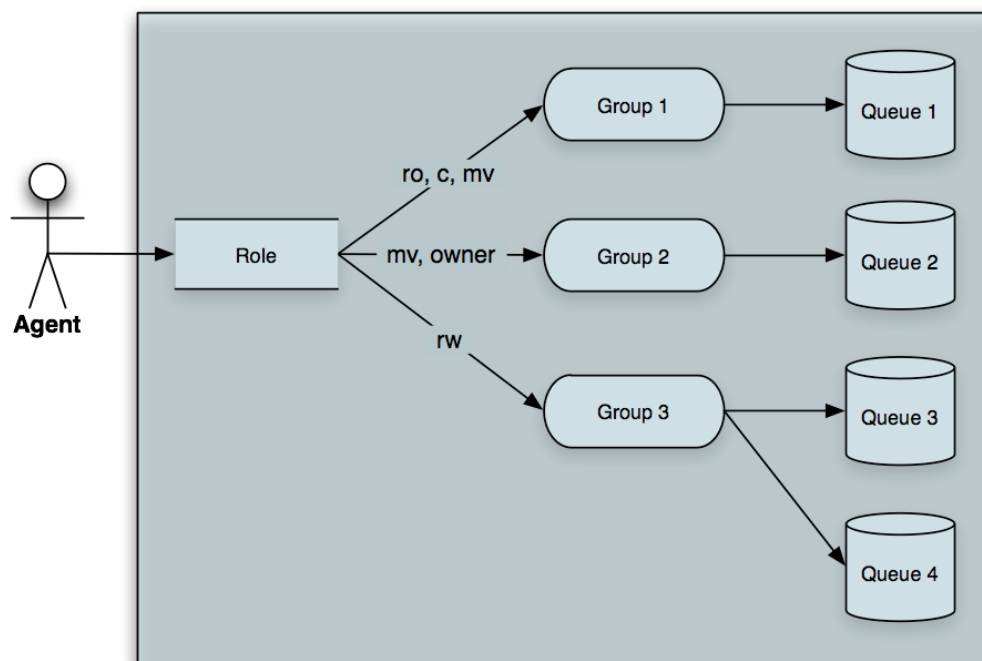 Group 1
Queue 1
ro, c, mv
Role
mv, owner
Group 2
Queue 2
Agent
rw
Group 3
Queue 3
Queue 4